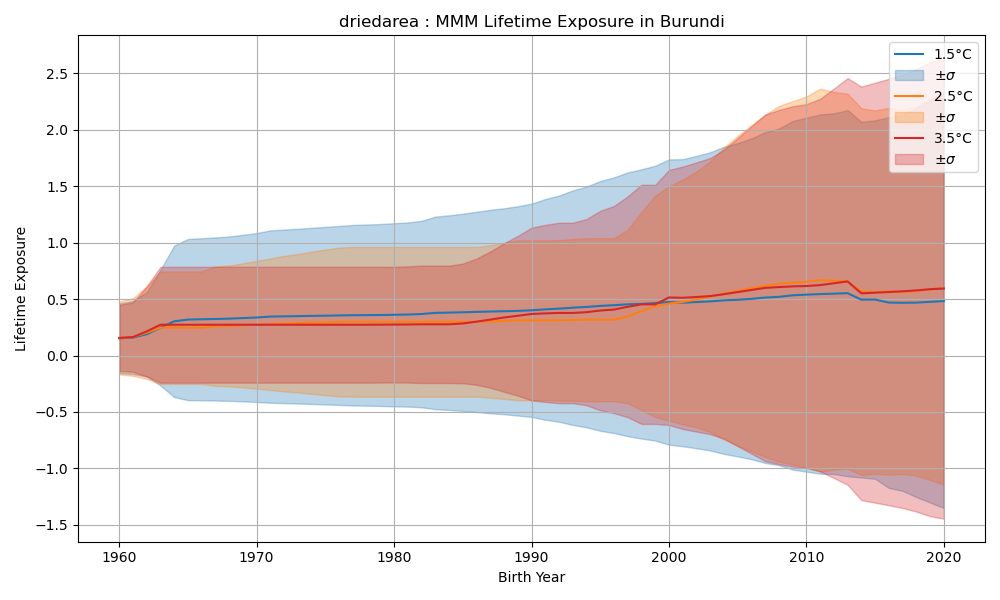 driedarea : MMM Lifetime Exposure in Burundi
1.5°C
±σ
2.5°C
±σ
3.5°C
±σ
Lifetime Exposure
2.5
2.0
1.5
1.0
0.5
0.0
−0.5
−1.0
−1.5
1960 1970 1980 1990 2000 2010 2020
Birth Year